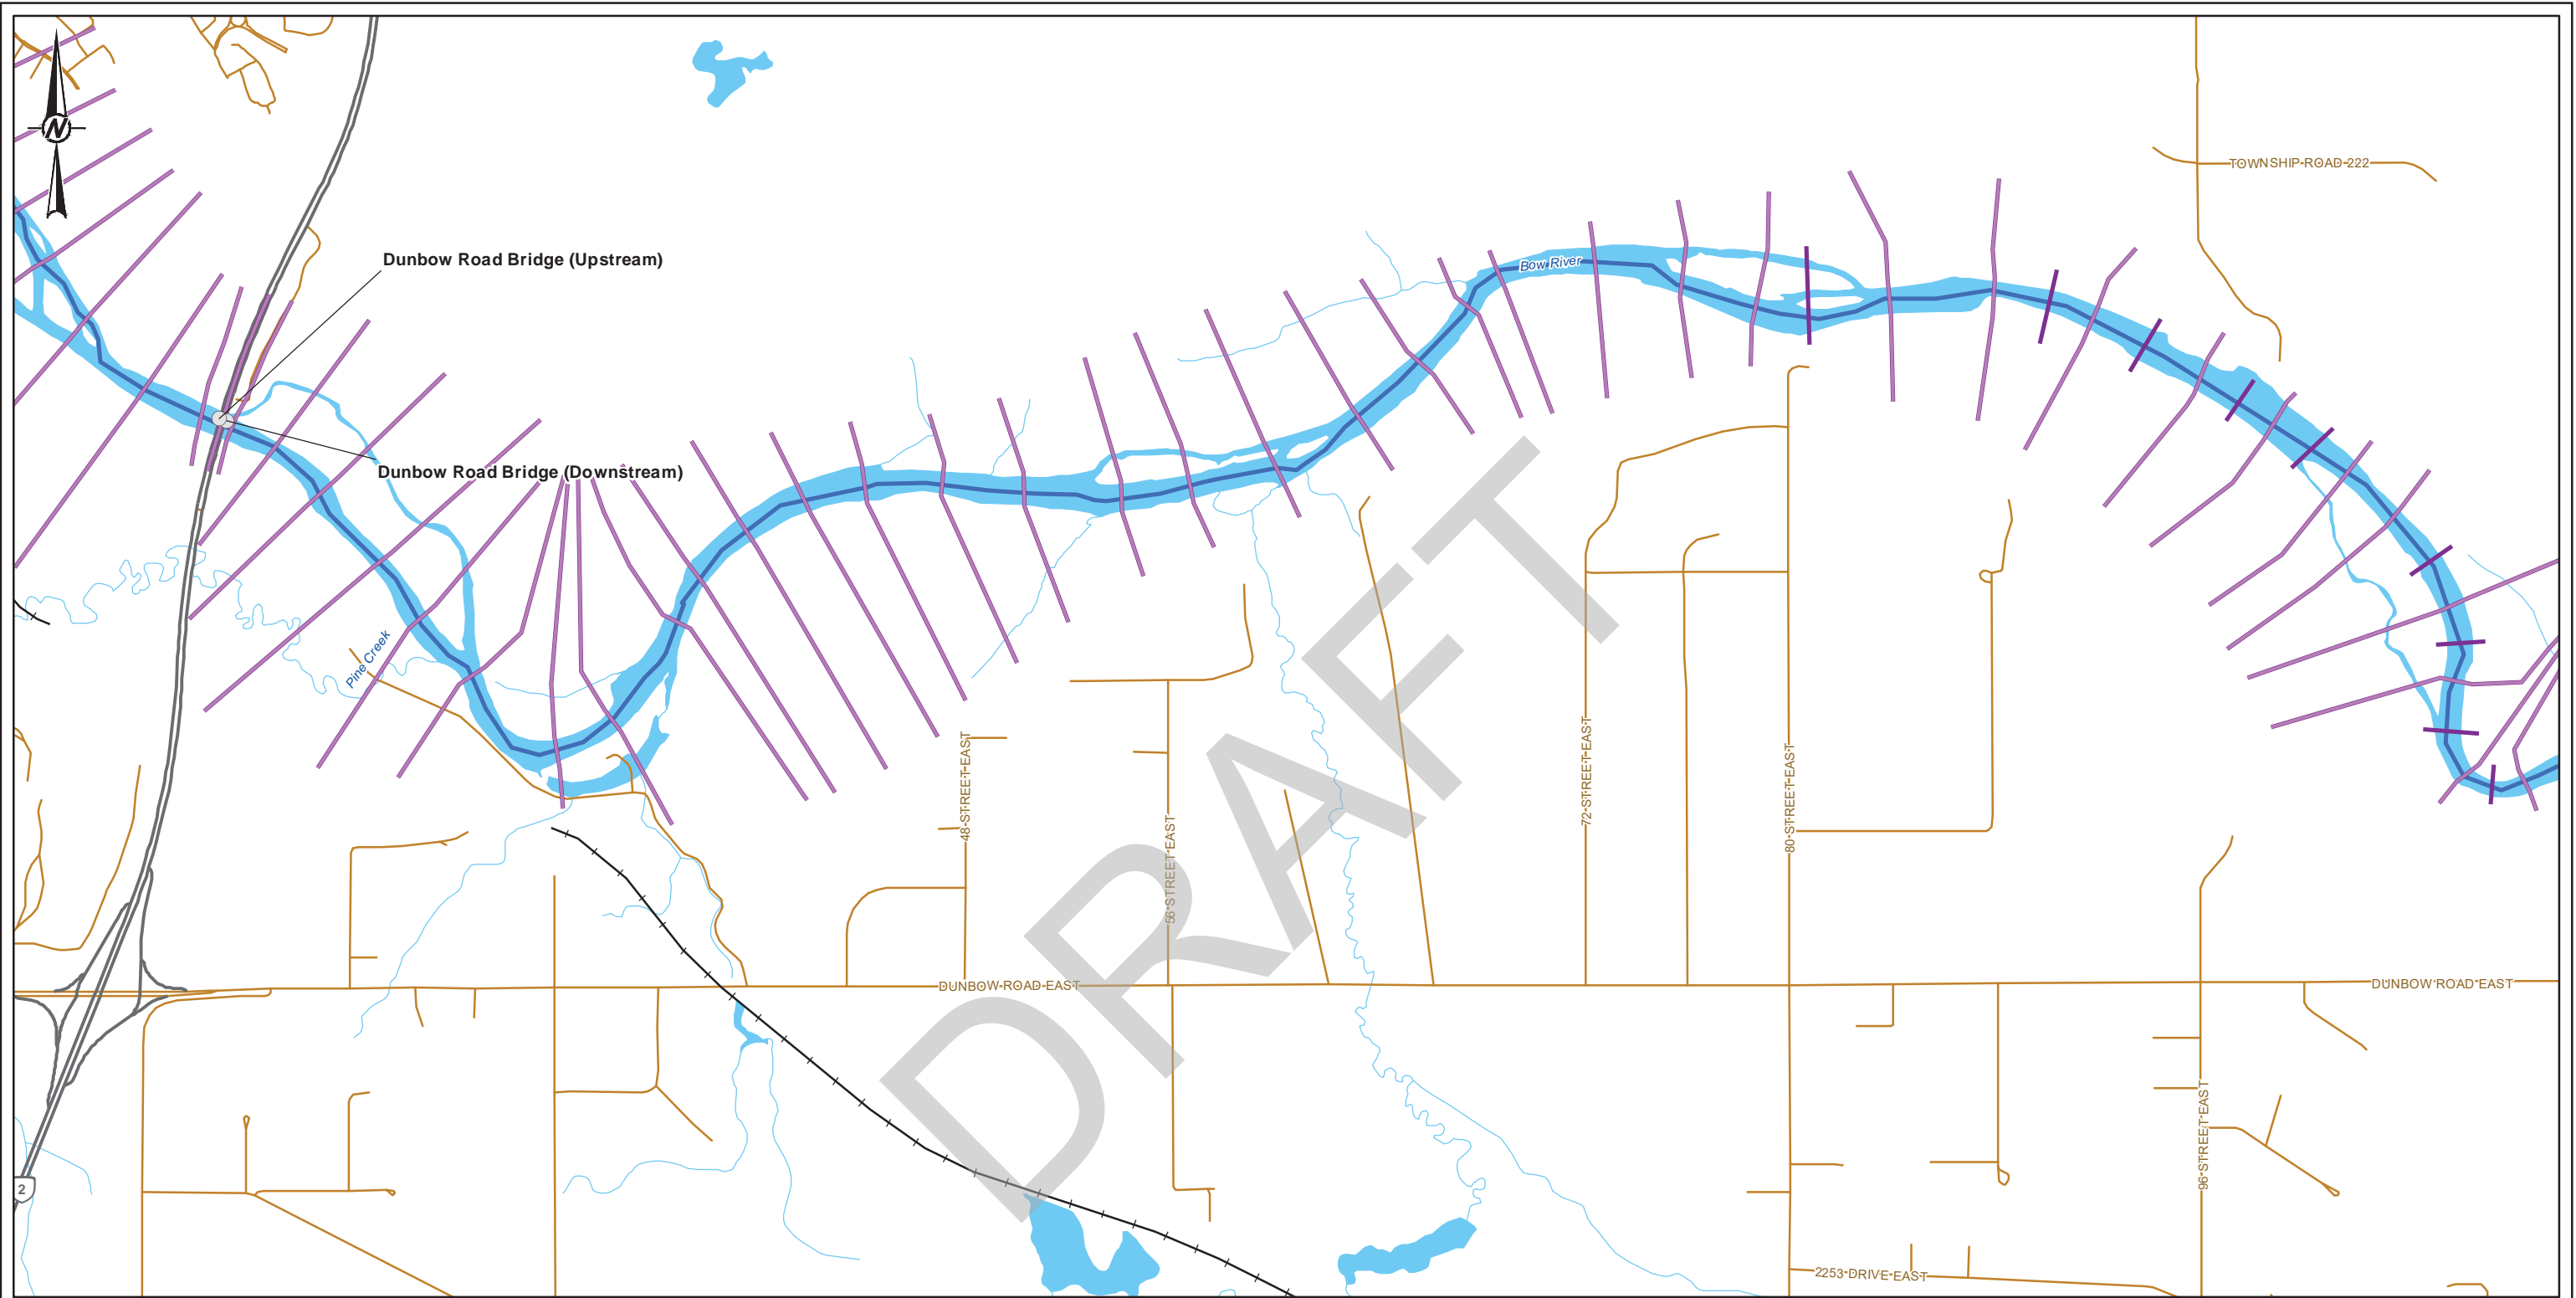 N
TOWNSHIP ROAD 222
Dunbow Road Bridge (Upstream)
Bow River
Dunbow Road Bridge (Downstream)
Pine Creek
48 STREET EAST
56 STREET EAST
72 STREET EAST
80 STREET EAST
DRAFT
DUNBOW ROAD EAST
DUNBOW ROAD EAST
96 STREET EAST
2
2253 DRIVE EAST